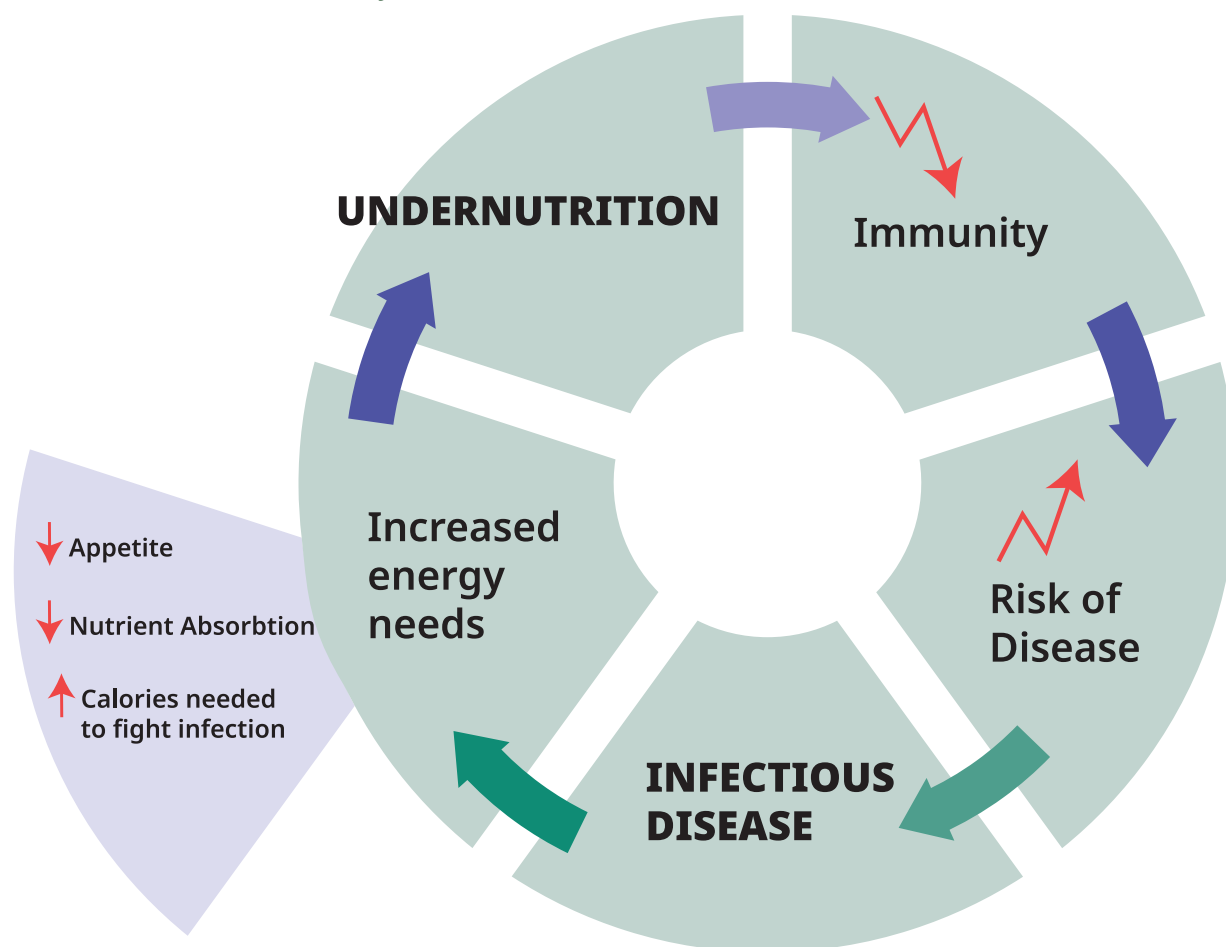 UNDERNUTRITION
Immunity
Risk of
Disease
INFECTIOUS
DISEASE
Increased
energy
needs
Appetite
Nutrient Absorbtion
Calories needed
to fight infection